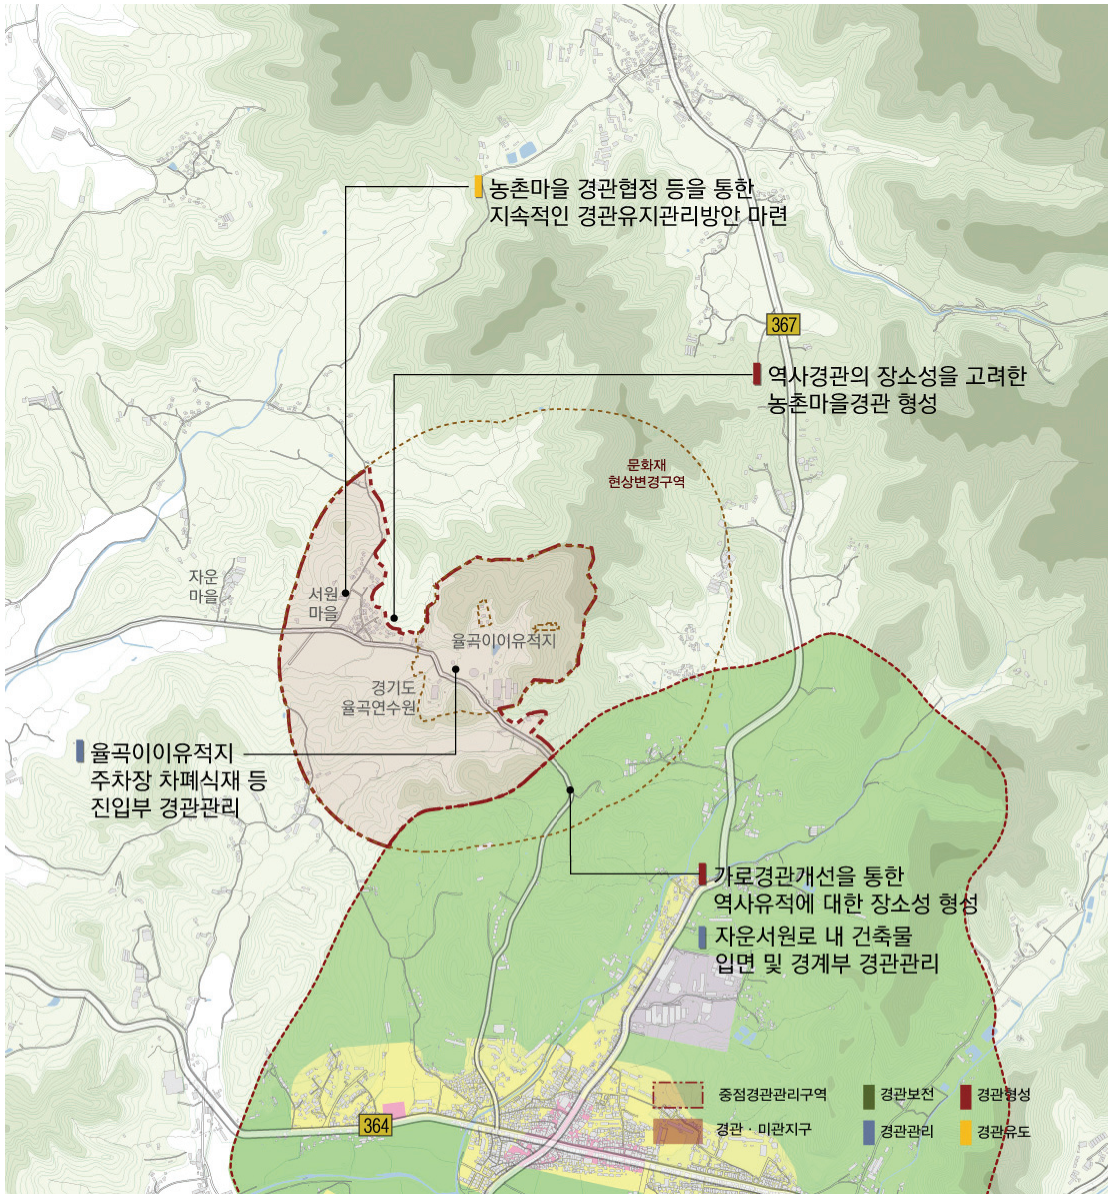 농촌마을 경관협정 등을 통한
지속적인 경관유지관리방안 마련
367
역사경관의 장소성을 고려한
농촌마을경관 형성
문화재
현상변경구역
자운
마을
서원
마을
율곡이이유적지
경기도
율곡연수원
율곡이이유적지
주차장 차폐식재 등
진입부 경관관리
가로경관개선을 통한
역사유적에 대한 장소성 형성
자운서원로 내 건축물
입면 및 경계부 경관관리
중점경관관리구역
경관보전
경관형성
경관 · 미관지구
경관관리
경관유도
364